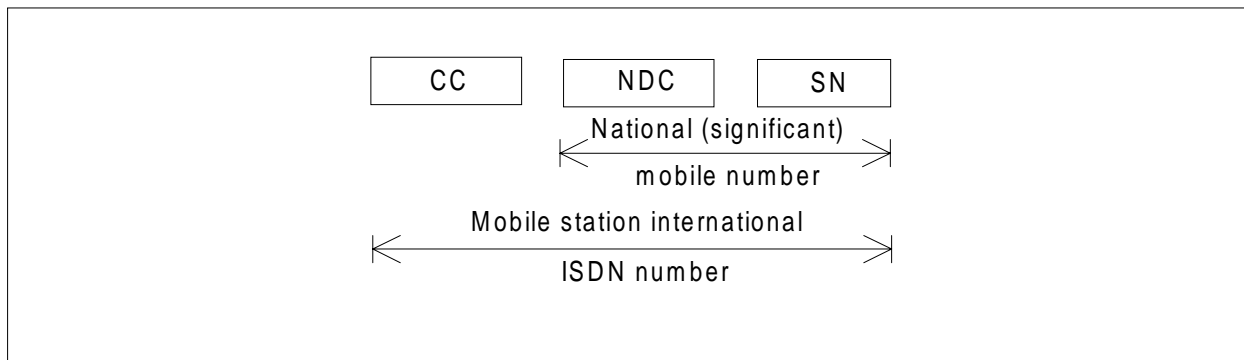 CC NDC SN
National (significant)
mobile number
Mobile station international
ISDN number